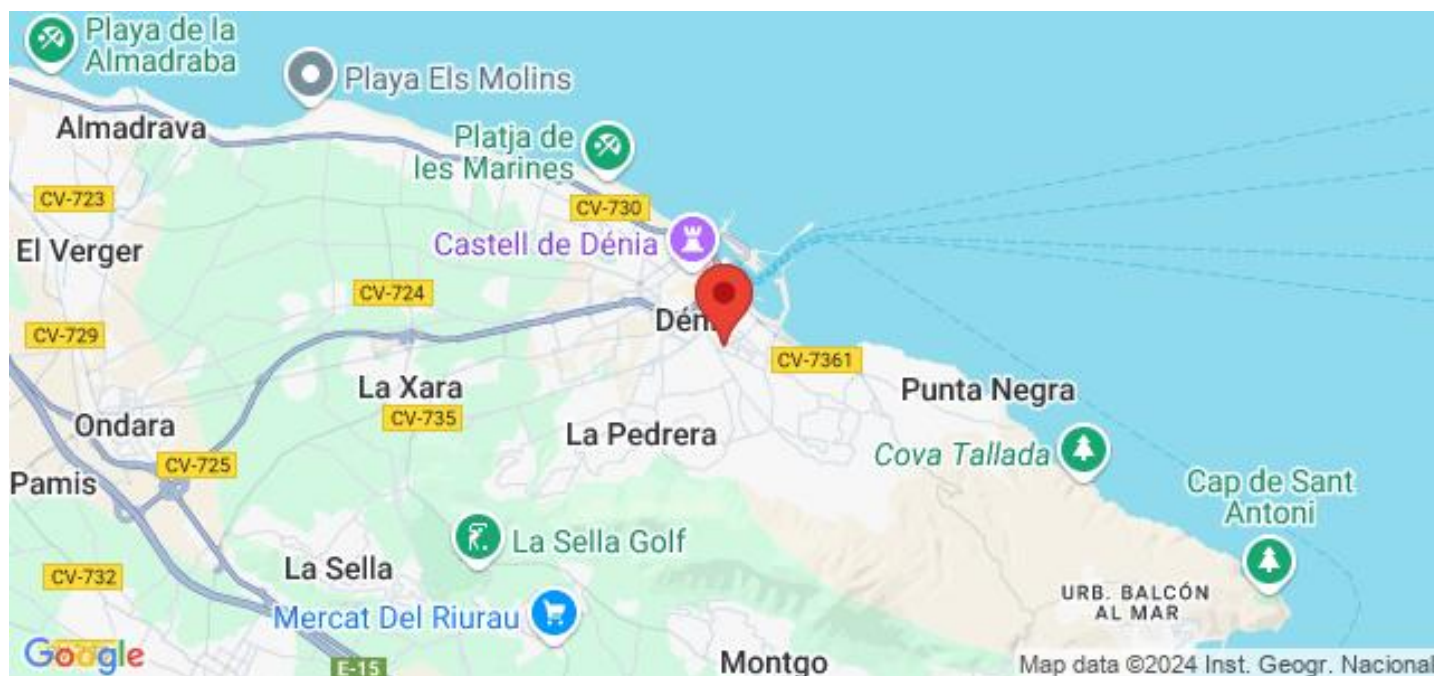 Playa de la
Almadraba
Playa Els Molins
Almadrava
Platja de
les Marines
CV-723
CV-730
Castell de Dénia
El Verger
CV-724
CV-729
CV-7361
La Xara
Punta Negra
CV-735
Ondara
La Pedrera
Cova Tallada
CV-725
Pamis
Cap de Sant
Antoni
La Sella Golf
La Sella
CV-732
URB. BALCÓN
AL MAR
Mercat Del Riurau
Google
E-15
Montgo
Map data ©2024 Inst. Geogr. Nacional